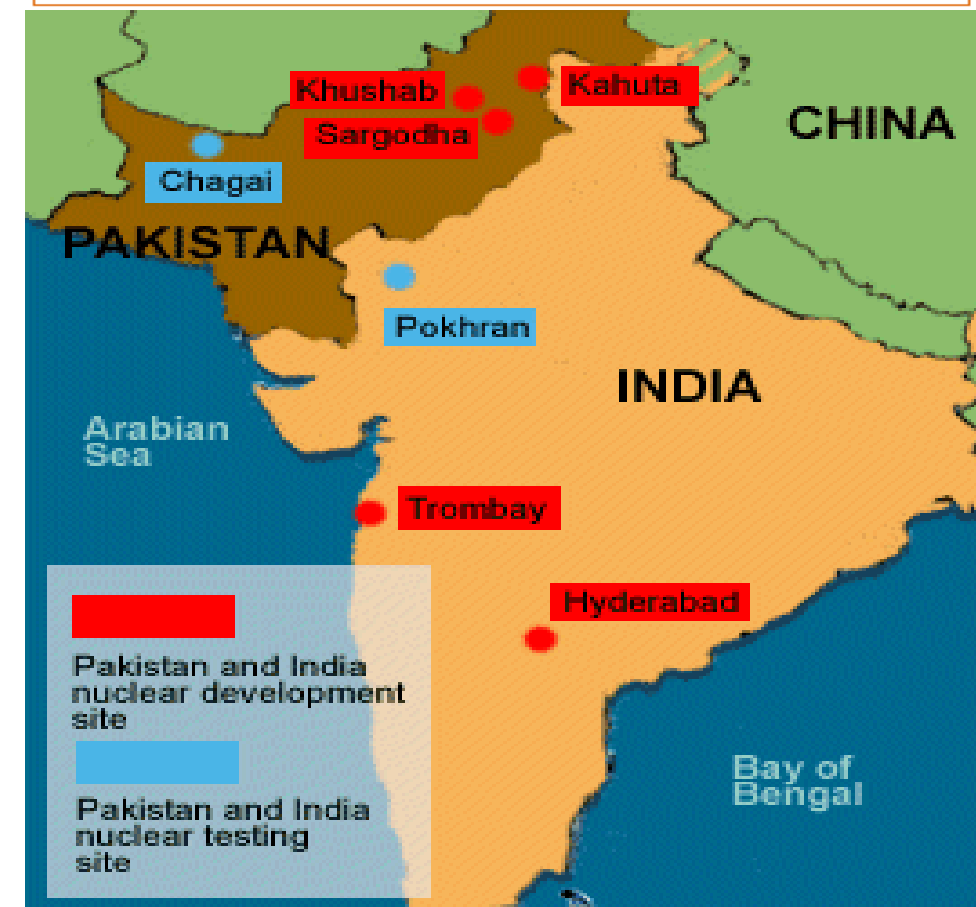 Khushab
Kahuta
Sargodha
CHINA
Chagai
PAKISTAN
Pokhran
INDIA
Arabian
Sea
Trombay
Hyderabad
Pakistan and India
nuclear development
site
Pakistan and India
nuclear testing
site
Bay of
Bengal